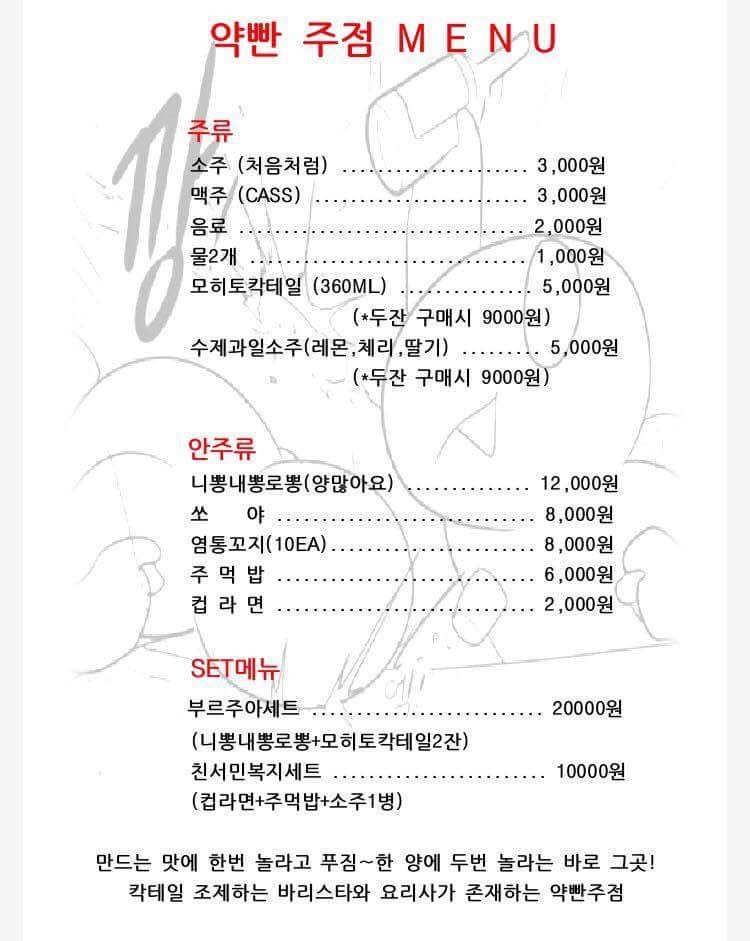 약빤 주점 M E N U
깡
주류
소주 (처음처럼) ..................... 3,000원
맥주 (CASS) ........................ 3,000원
음료 ................................ 2,000원
물2개 ............................... 1,000원
모히토칵테일 (360ML) ............... 5,000원
(*두잔 구매시 9000원)
수제과일소주(레몬,체리,딸기) ......... 5,000원
(*두잔 구매시 9000원)
안주류
니뽕내뽕로뽕(양많아요) .............. 12,000원
쏘 야 ............................. 8,000원
염통꼬지(10EA)....................... 8,000원
주 먹 밥 ............................. 6,000원
컵 라 면 ............................. 2,000원
SET메뉴
부르주아세트 .......................... 20000원
(니뽕내뽕로뽕+모히토칵테일2잔)
친서민복지세트 ........................ 10000원
(컵라면+주먹밥+소주1병)
만드는 맛에 한번 놀라고 푸짐~한 양에 두번 놀라는 바로 그곳!
칵테일 조제하는 바리스타와 요리사가 존재하는 약빤주점